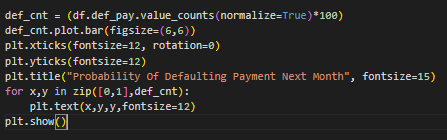 def_cnt = (df.def_pay.value_counts(normalize=True)*100)
def_cnt.plot.bar(figsize=(6,6))
plt.xticks(fontsize=12, rotation=0)
plt.yticks(fontsize=12)
plt.title("Probability Of Defaulting Payment Next Month", fontsize=15)
for x,y in zip([0,1],def_cnt):
    plt.text(x,y,y,fontsize=12)
plt.show()